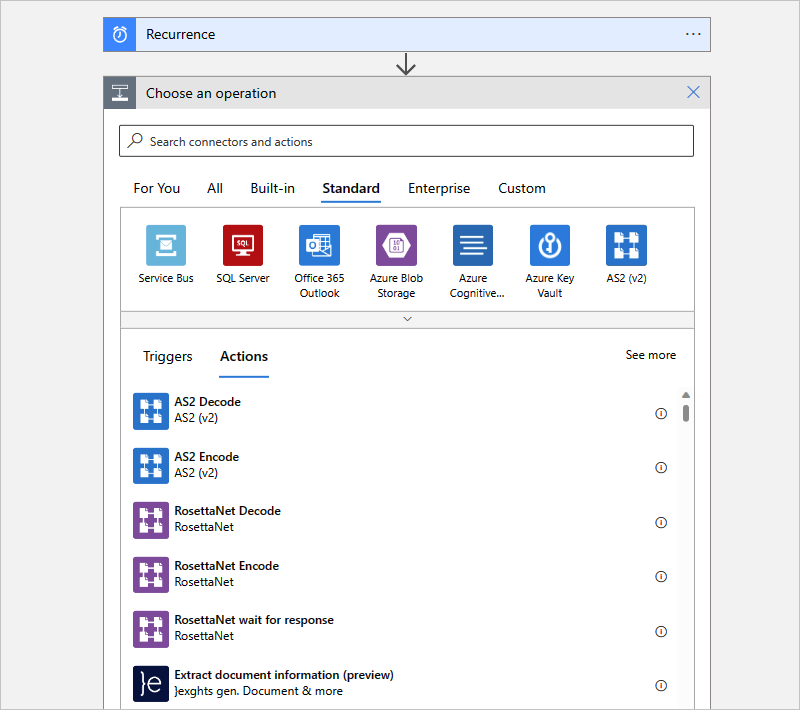 Recurrence
Choose an operation
Search connectors and actions
For You All Built-in Standard Enterprise Custom
SQL
10
01
Service Bus SQL Server Office 365 Outlook Azure Blob Storage Azure Cognitive... Azure Key Vault AS2 (v2)
Triggers Actions See more
AS2 Decode
AS2 (v2)
AS2 Encode
AS2 (v2)
RosettaNet Decode
RosettaNet
RosettaNet Encode
RosettaNet
RosettaNet wait for response
RosettaNet
}e
Extract document information (preview)
}exghts gen. Document & more